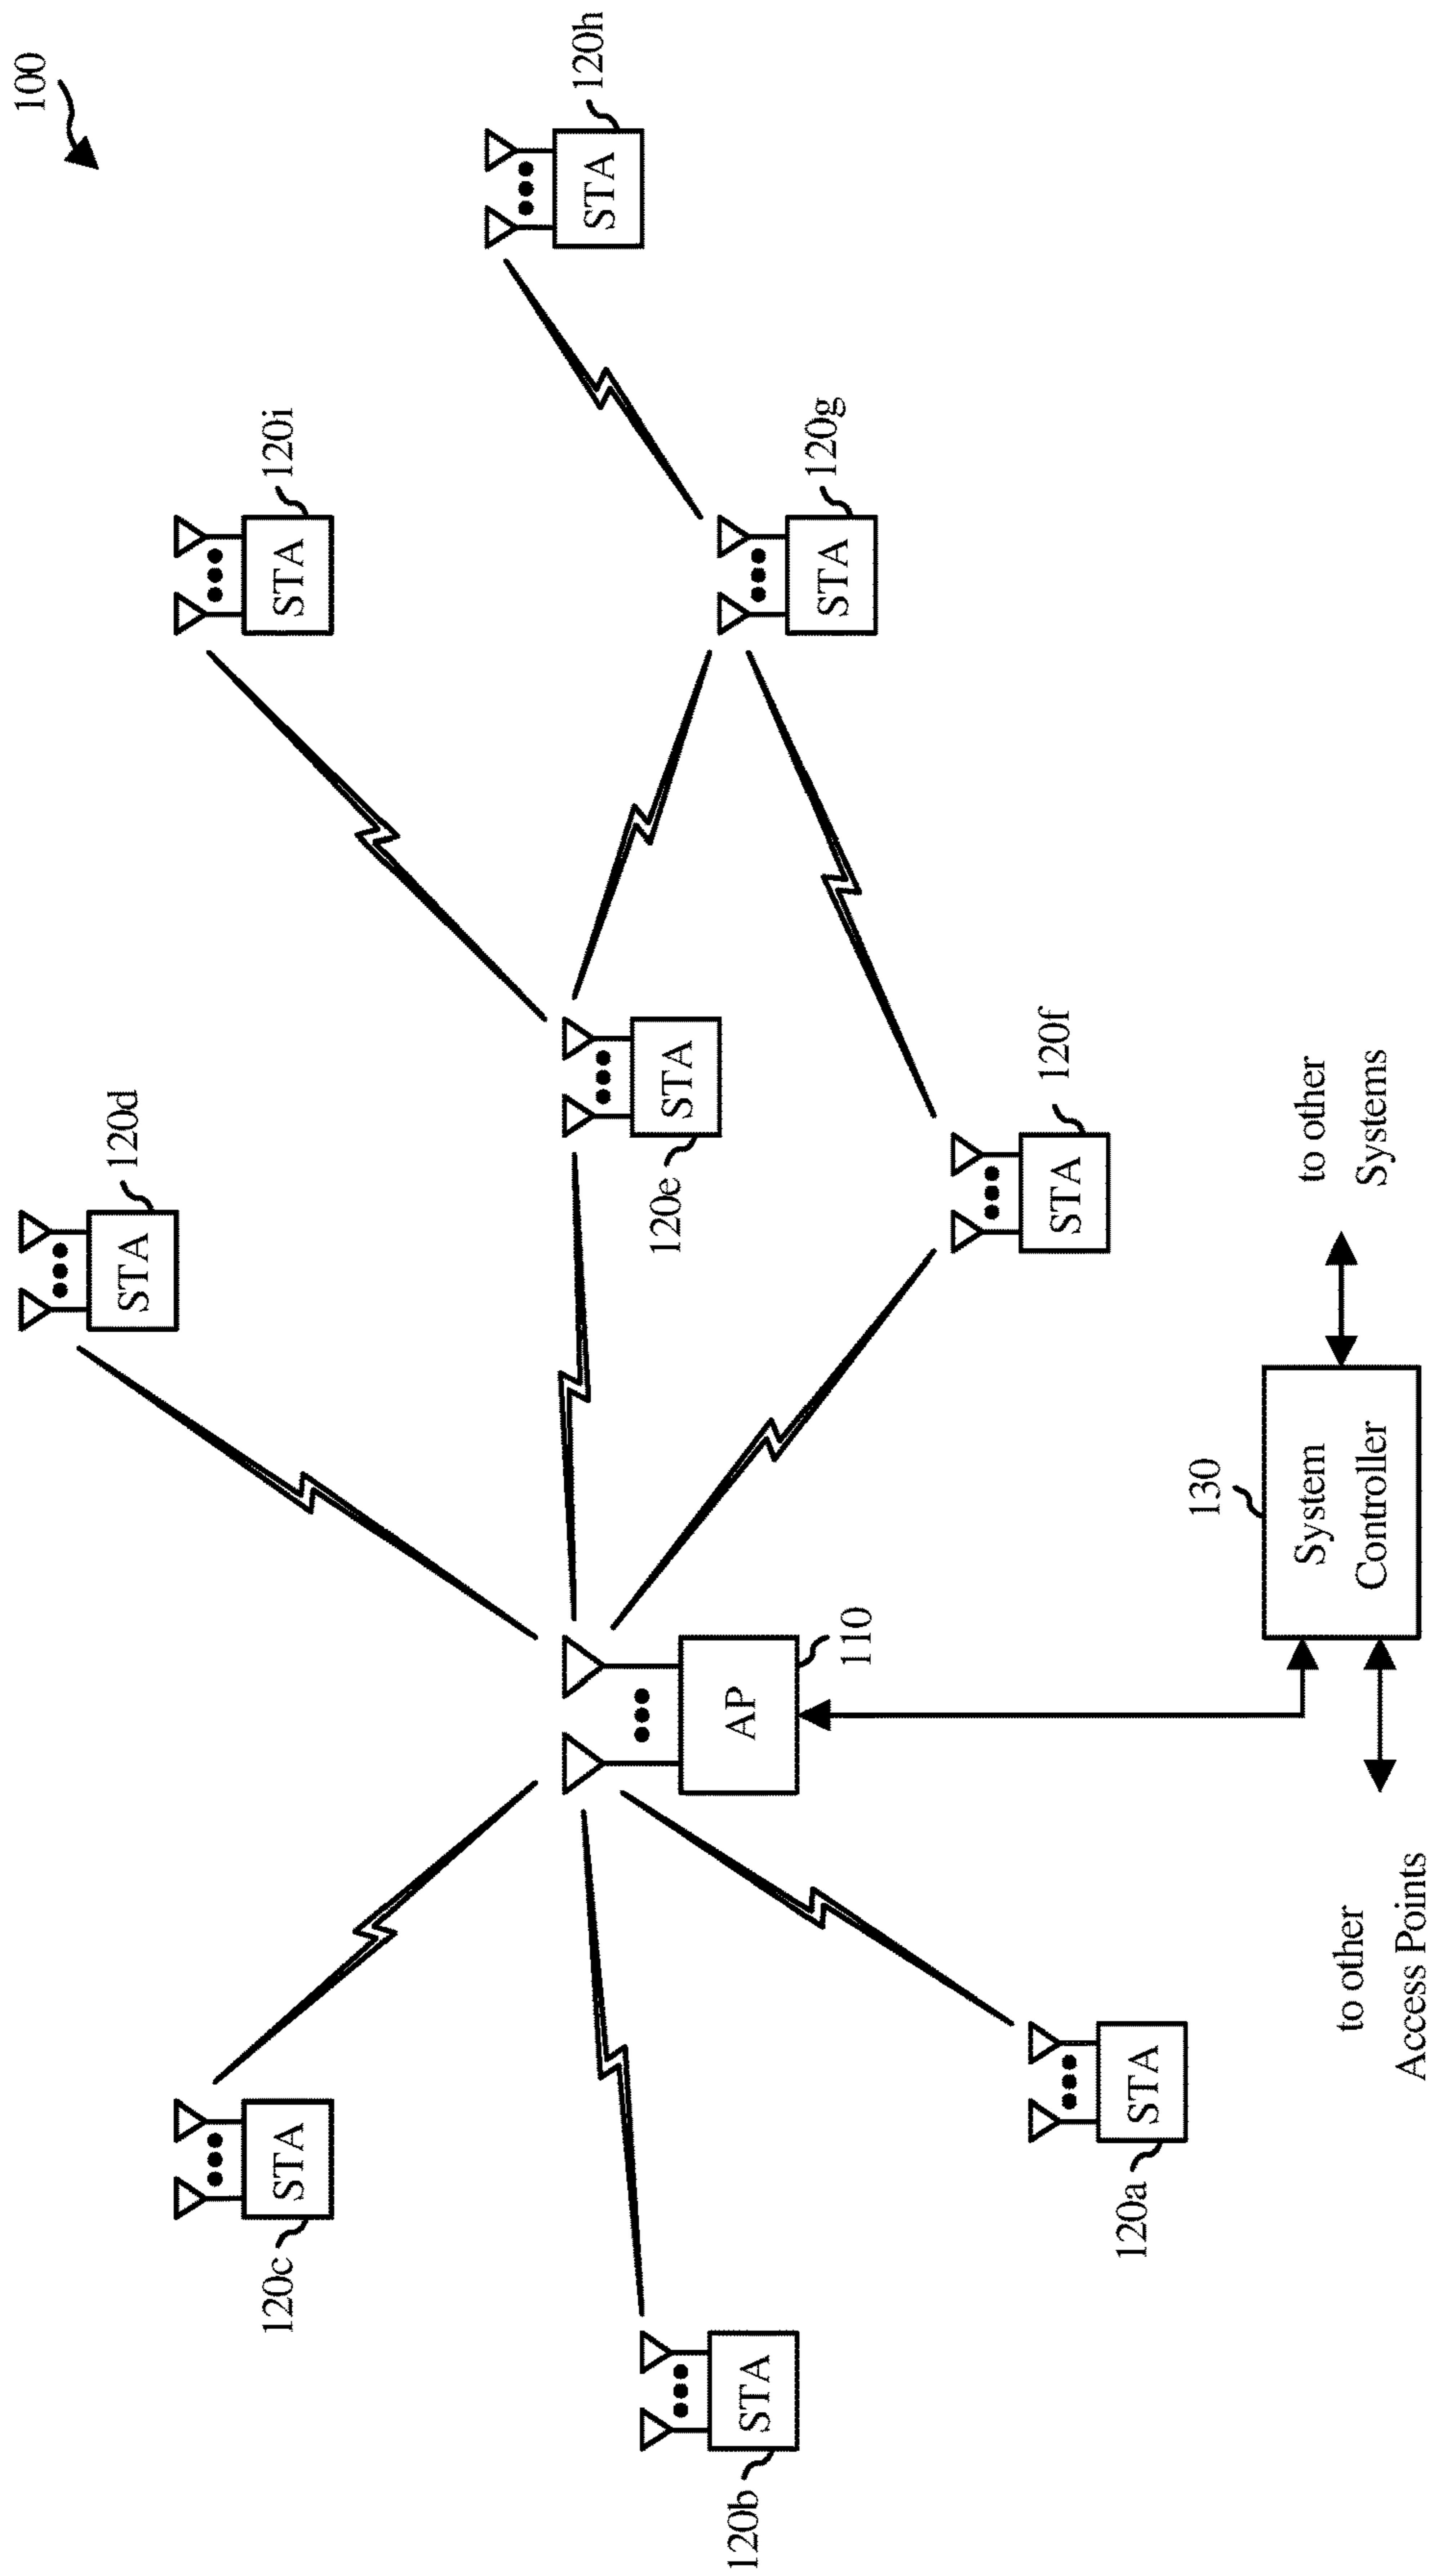 100
120d
STA
120i
STA
120c
STA
120h
STA
120e
STA
120b
STA
AP
110
120g
STA
120f
STA
120a
STA
130
System
Controller
to other
Systems
to other
Access Points